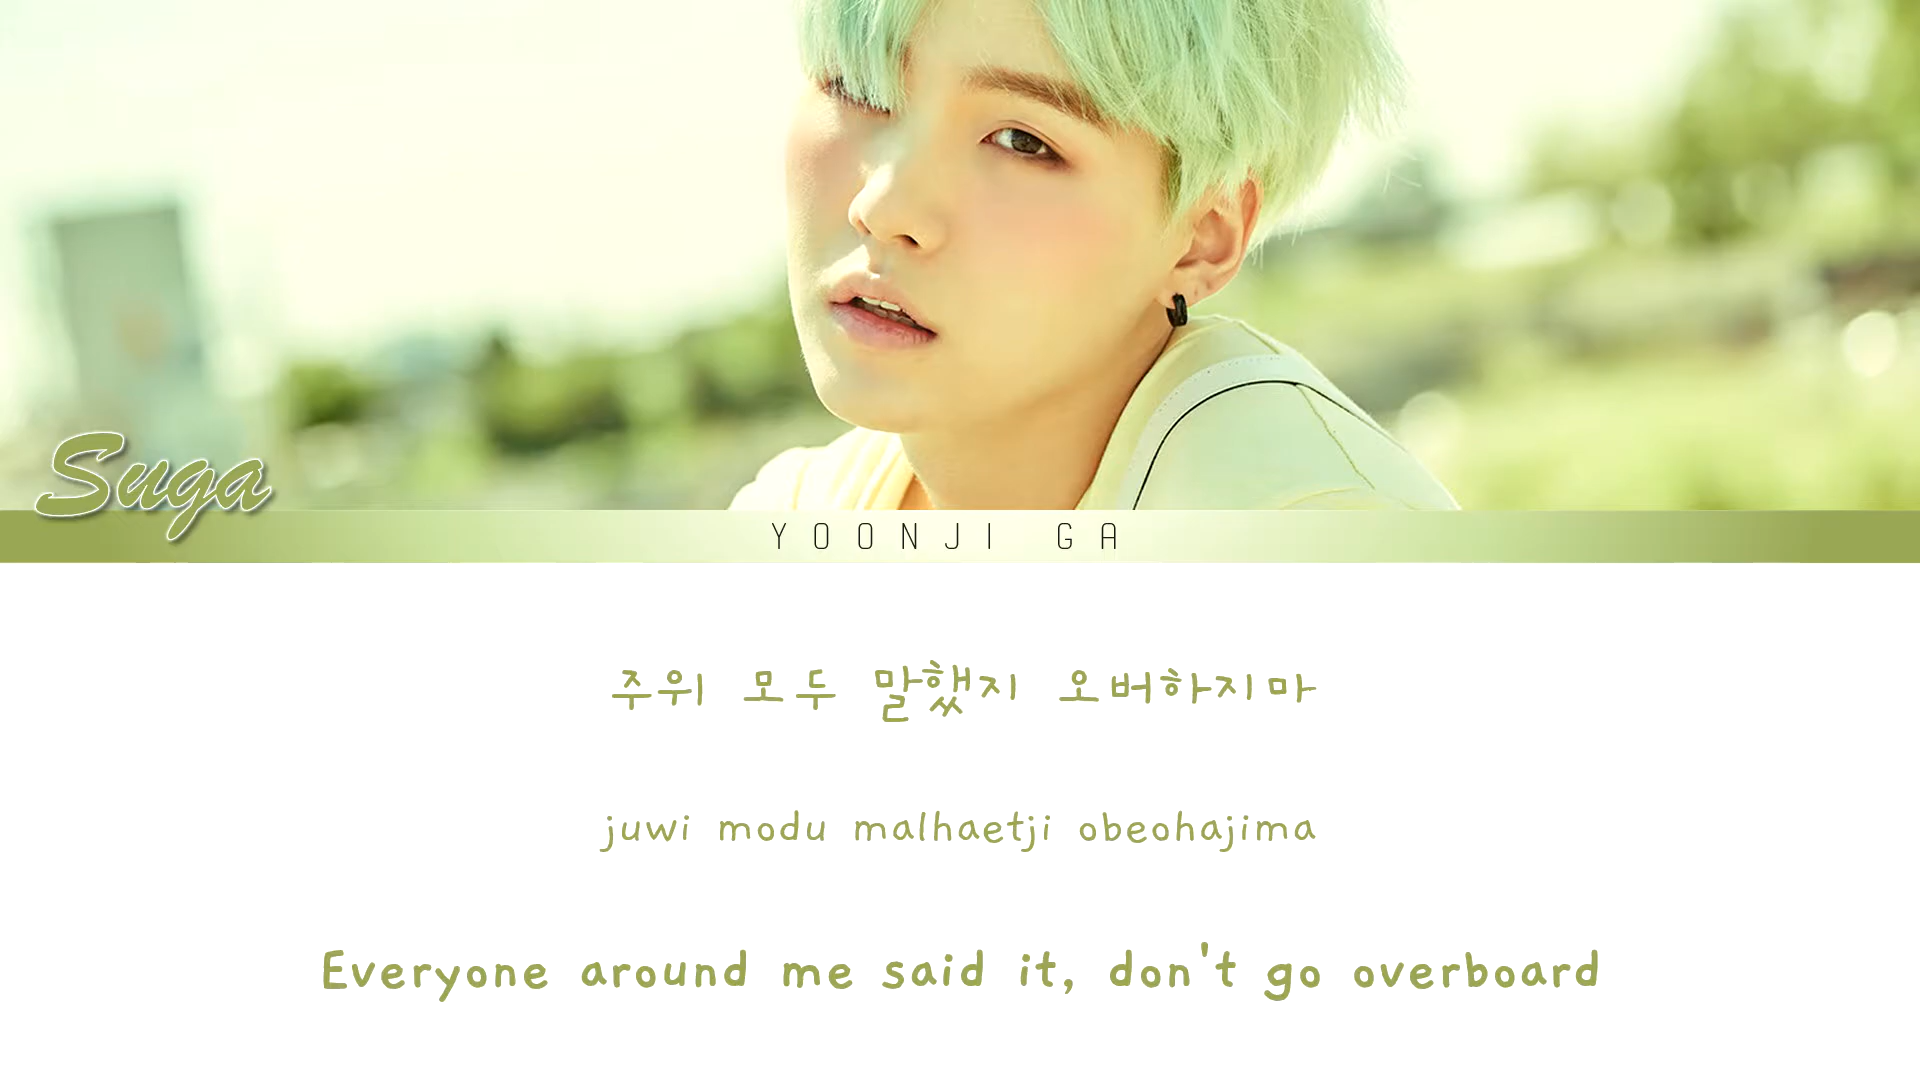 Suga
YOONJI GA
주위 모두 말했지 오버하지마
juwi modu malhaetji obeohajima
Everyone around me said it, don't go overboard